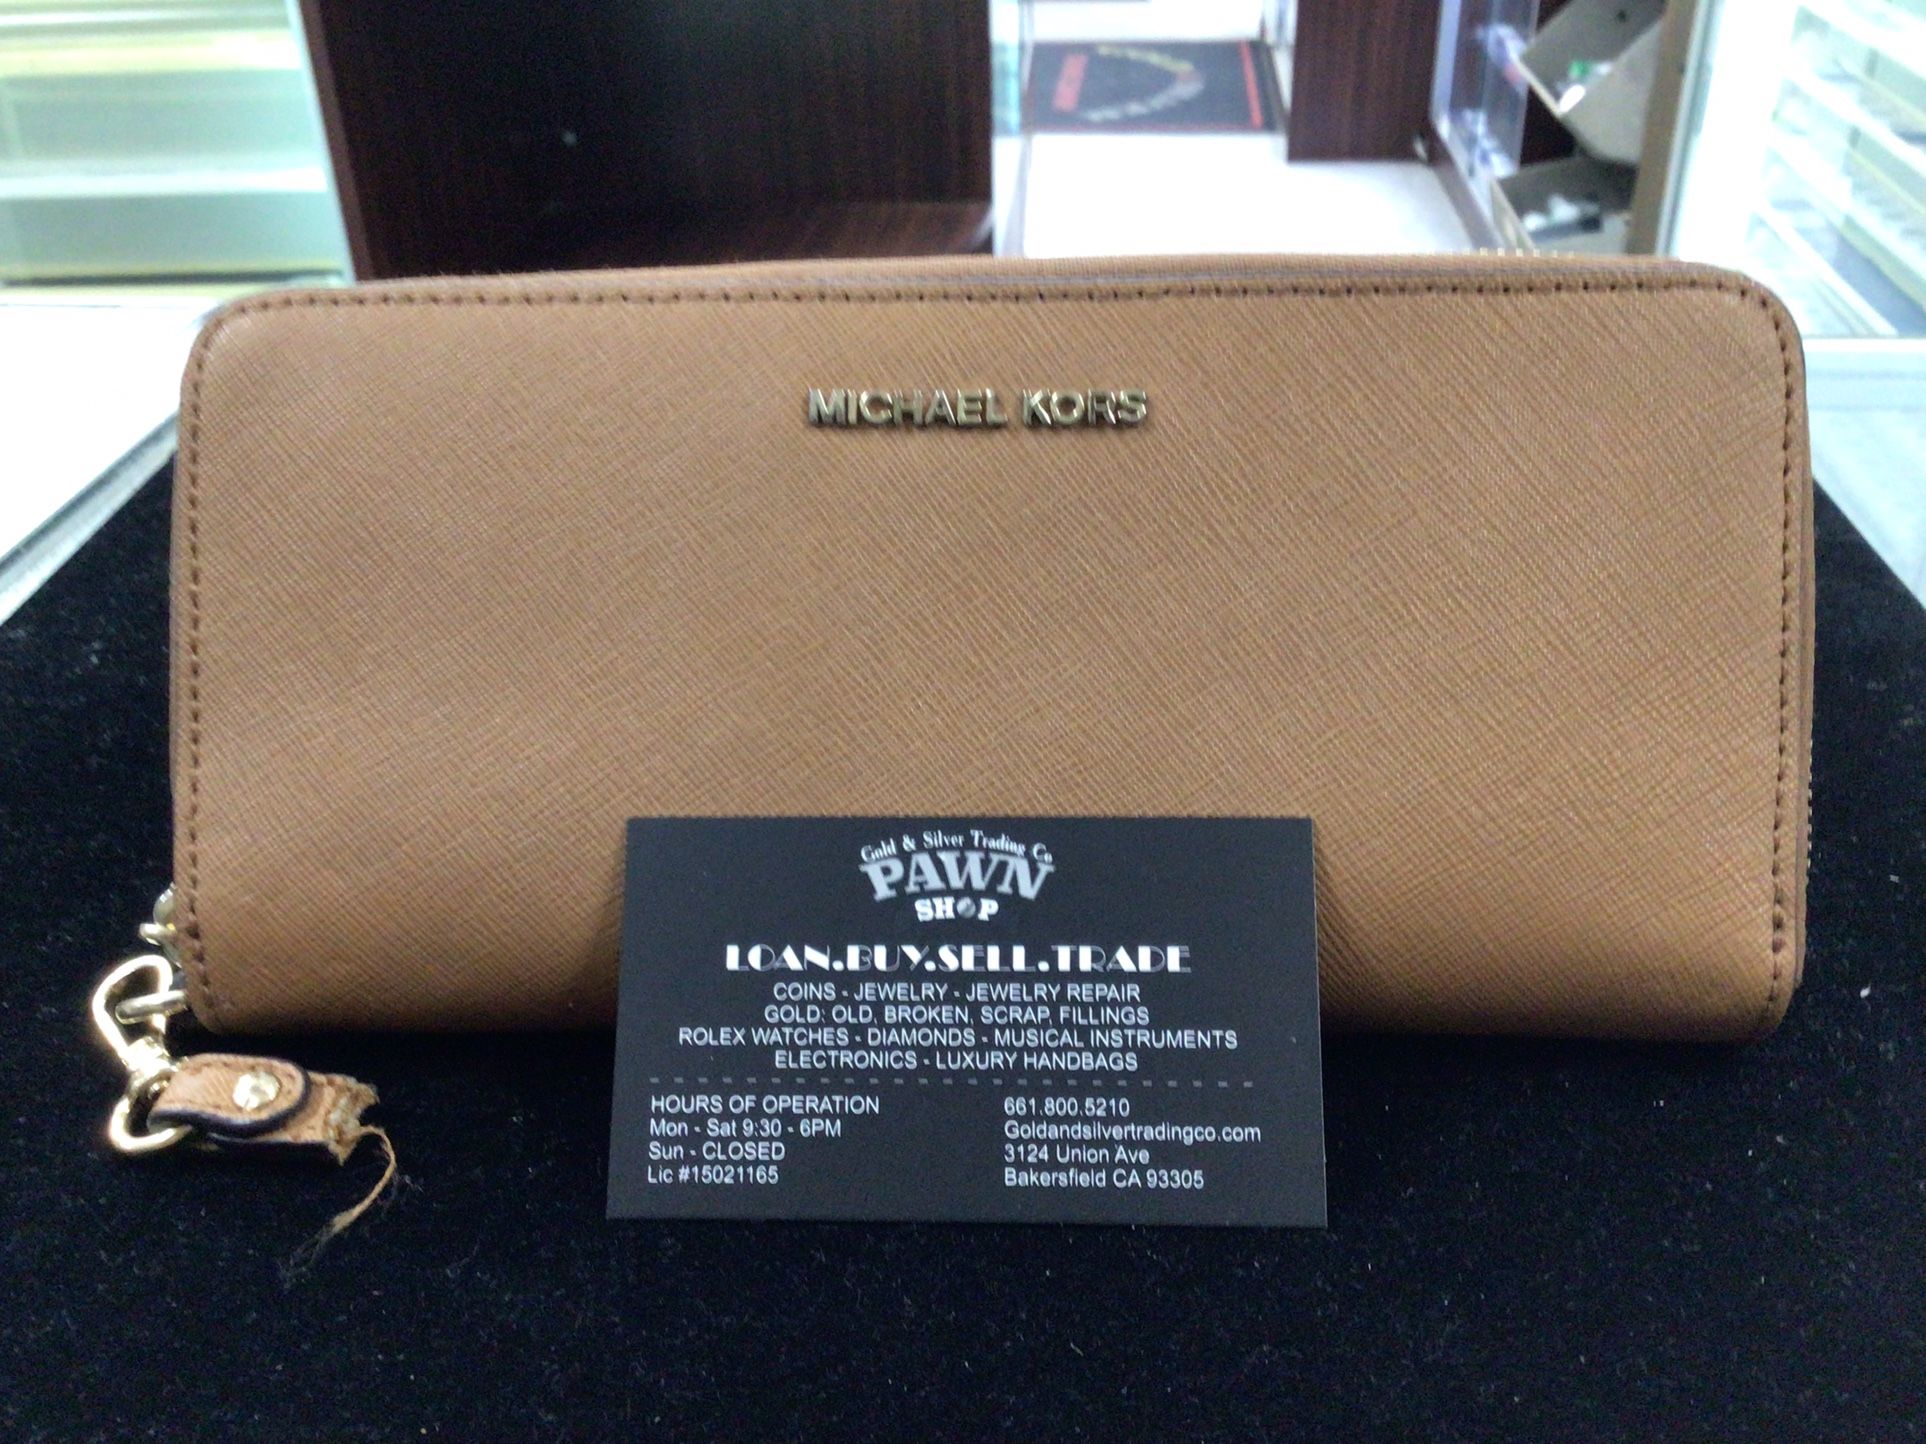 MICHAEL KORS
Gold & Silver Trading Co
PAWN
SHOP
LOAN.BUY.SELL.TRADE
COINS - JEWELRY - JEWELRY REPAIR
GOLD: OLD, BROKEN, SCRAP, FILLINGS
ROLEX WATCHES - DIAMONDS - MUSICAL INSTRUMENTS
ELECTRONICS - LUXURY HANDBAGS
HOURS OF OPERATION
Mon - Sat 9:30 - 6PM
Sun - CLOSED
Lic #15021165
661.800.5210
Goldandsilvertradingco.com
3124 Union Ave
Bakersfield CA 93305